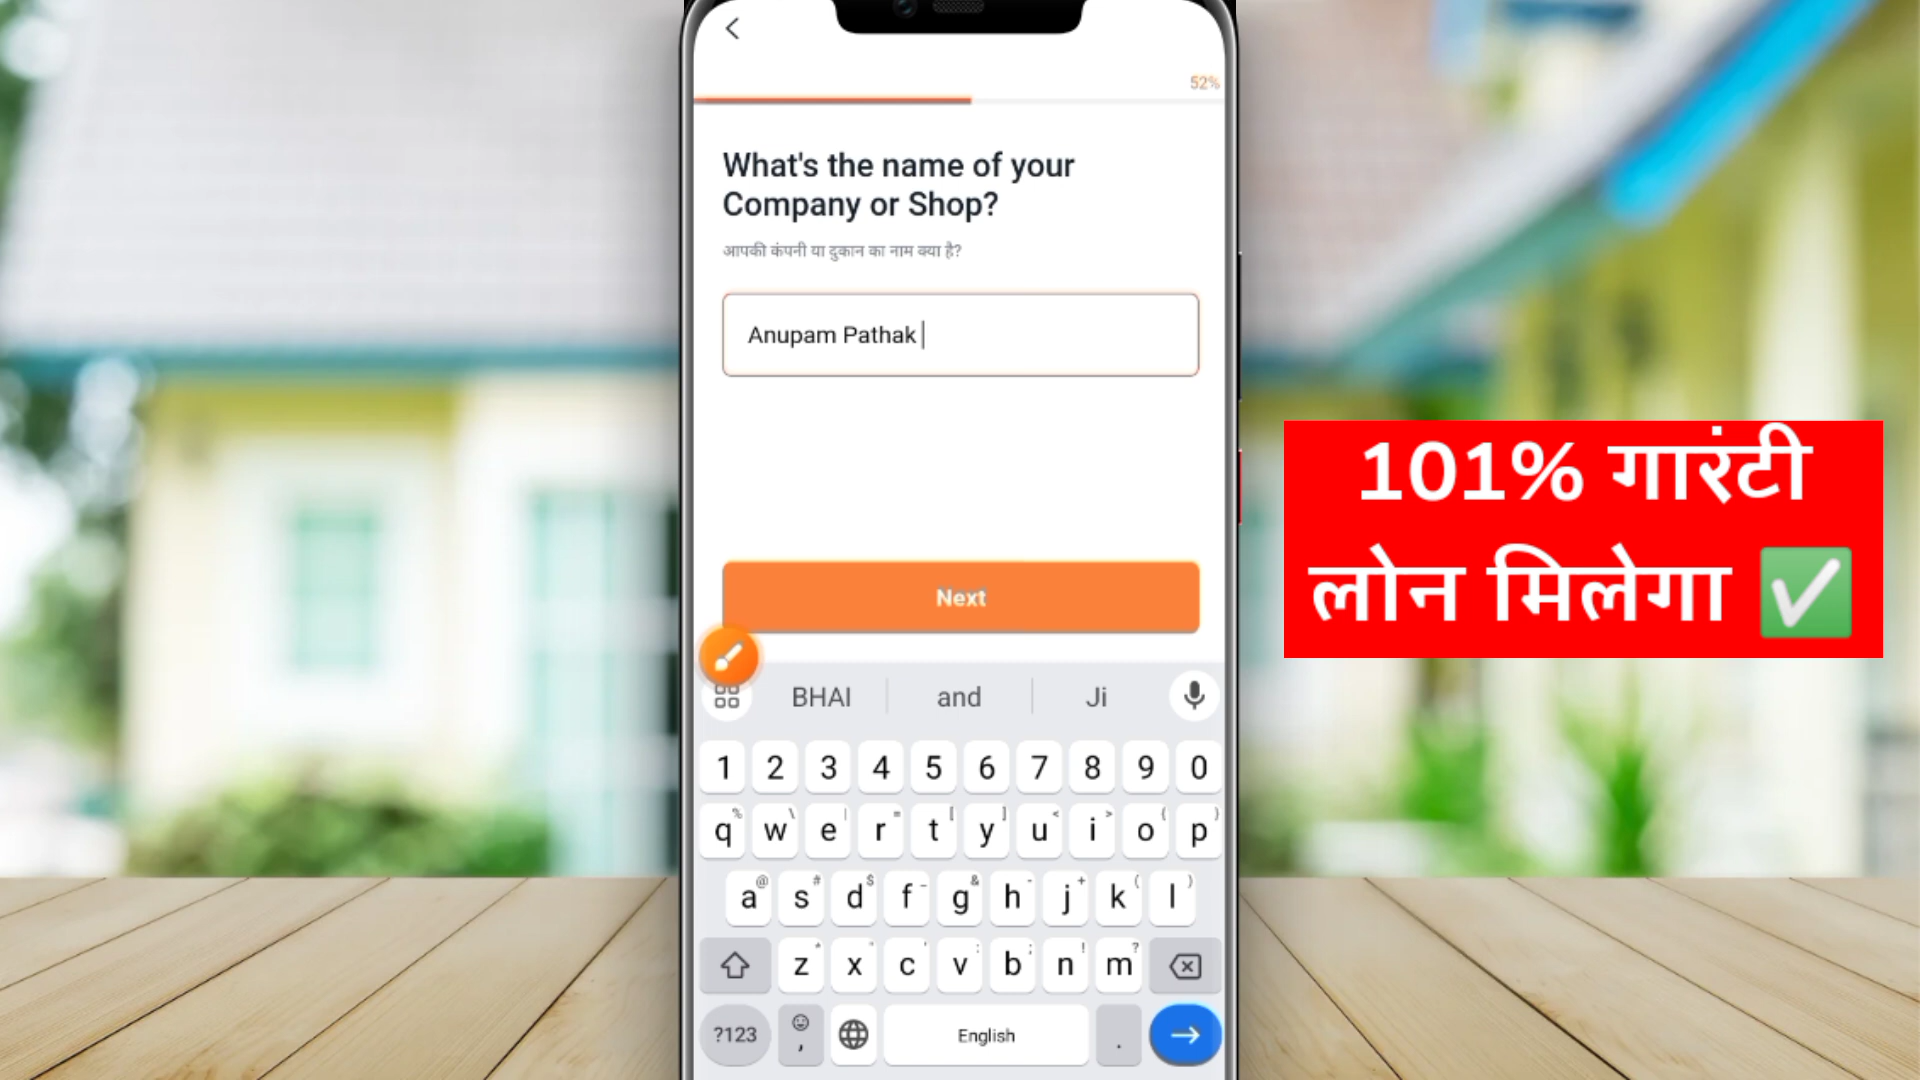 52%
What's the name of your
Company or Shop?
आपकी कंपनी या दुकान का नाम क्या है?
Anupam Pathak
Next
101% गारंटी
लोन मिलेगा ✅
BHAI and Ji
1 2 3 4 5 6 7 8 9 0
q w e r t y u i o p
a s d f g h j k l
z x c v b n m
?123 , English .